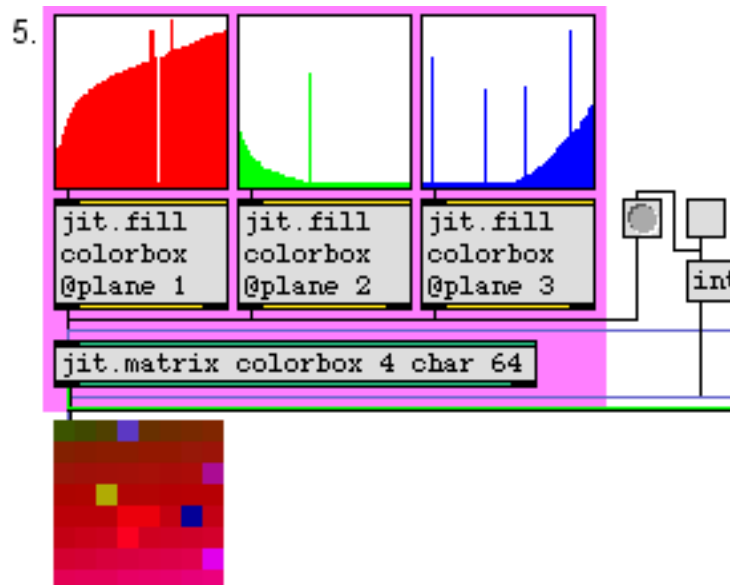 5.
jit.fill
colorbox
@plane 1
jit.fill
colorbox
@plane 2
jit.fill
colorbox
@plane 3
int
jit.matrix colorbox 4 char 64